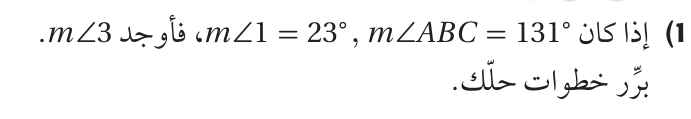 (1 إذا كان m∠1 = 23° , m∠ABC = 131°، فأوجد m∠3.
برِّر خطوات حلّك.